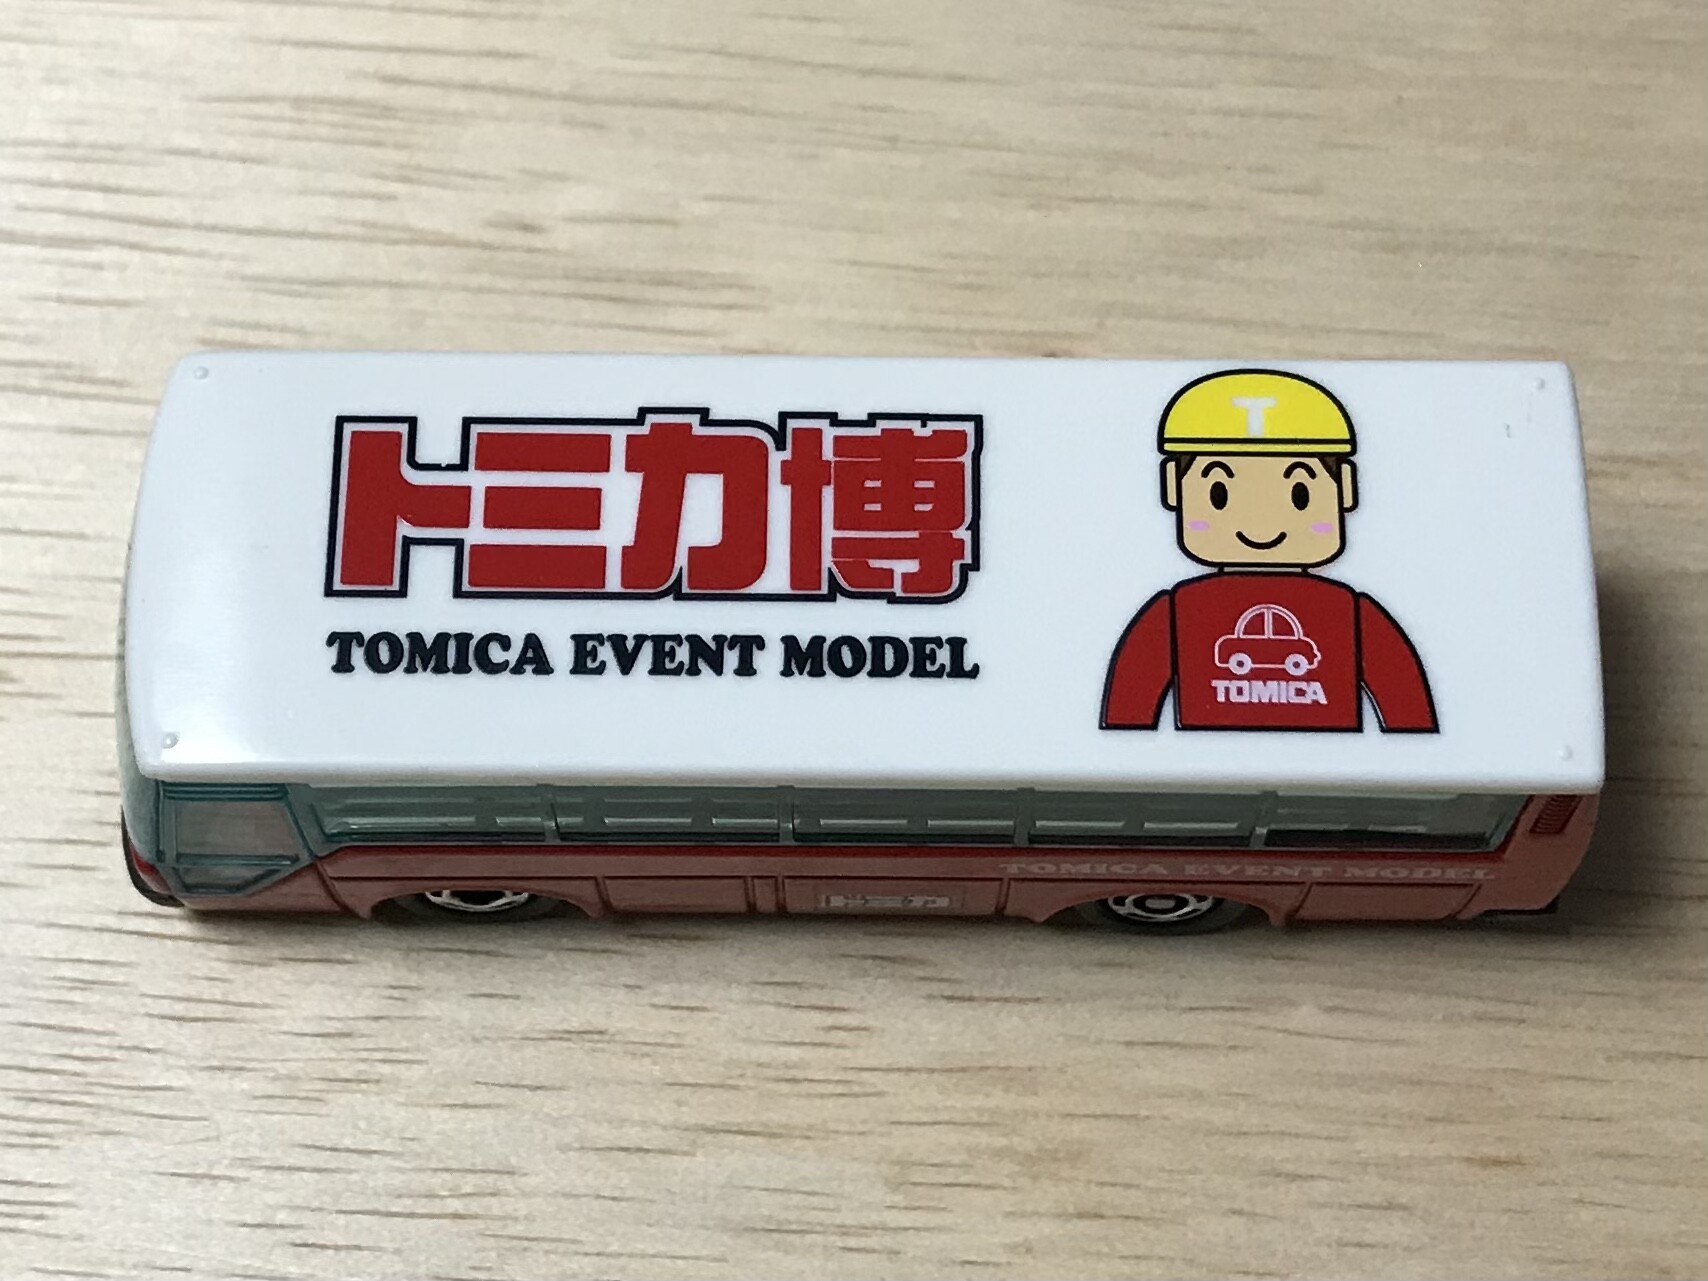 トミカ博
TOMICA EVENT MODEL
T
TOMICA
TOMICA EVENT MODEL
トミカ